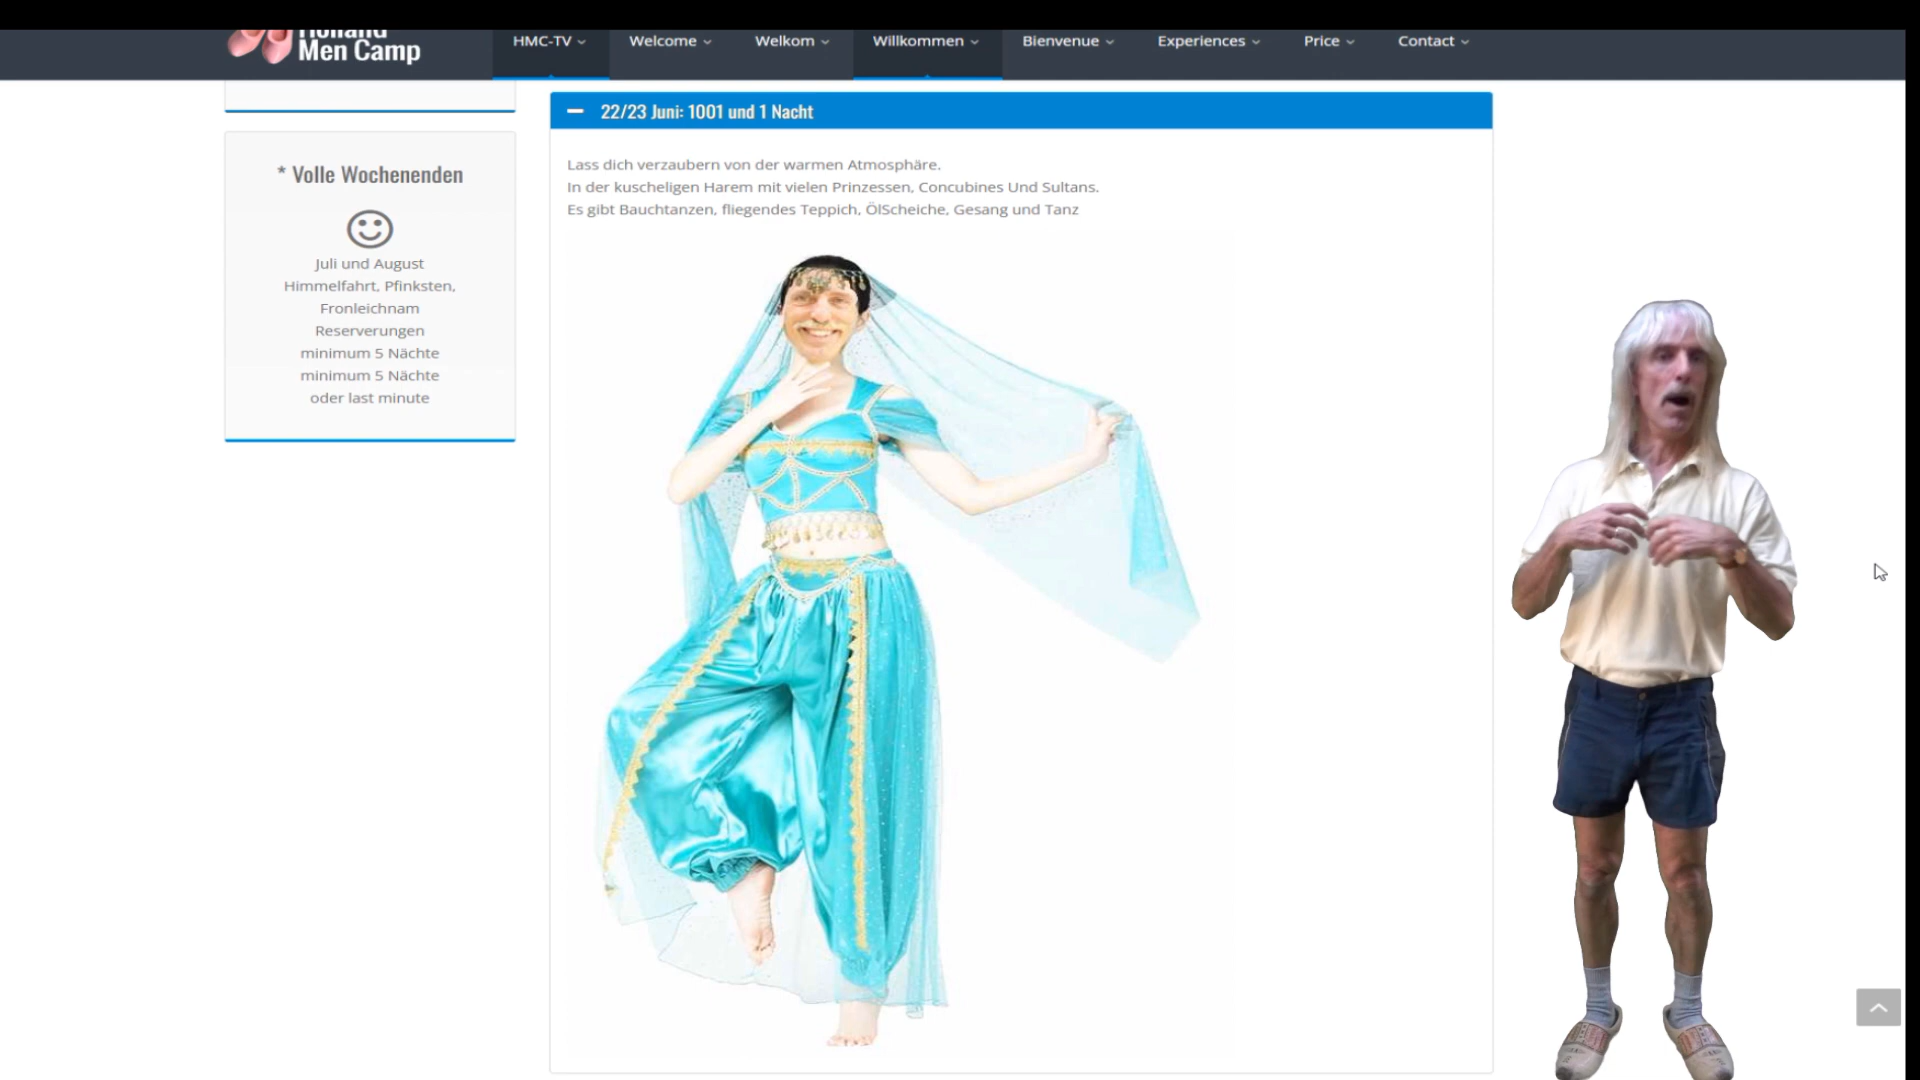 Holland
Men Camp
HMC-TV
Welcome
Welkom
Willkommen
Bienvenue
Experiences
Price
Contact
* Volle Wochenenden
Juli und August
Himmelfahrt, Pfinksten,
Fronleichnam
Reserverungen
minimum 5 Nächte
minimum 5 Nächte
oder last minute
22/23 Juni: 1001 und 1 Nacht
Lass dich verzaubern von der warmen Atmosphäre.
In der kuscheligen Harem mit vielen Prinzessen, Concubines Und Sultans.
Es gibt Bauchtanzen, fliegendes Teppich, ÖlScheiche, Gesang und Tanz